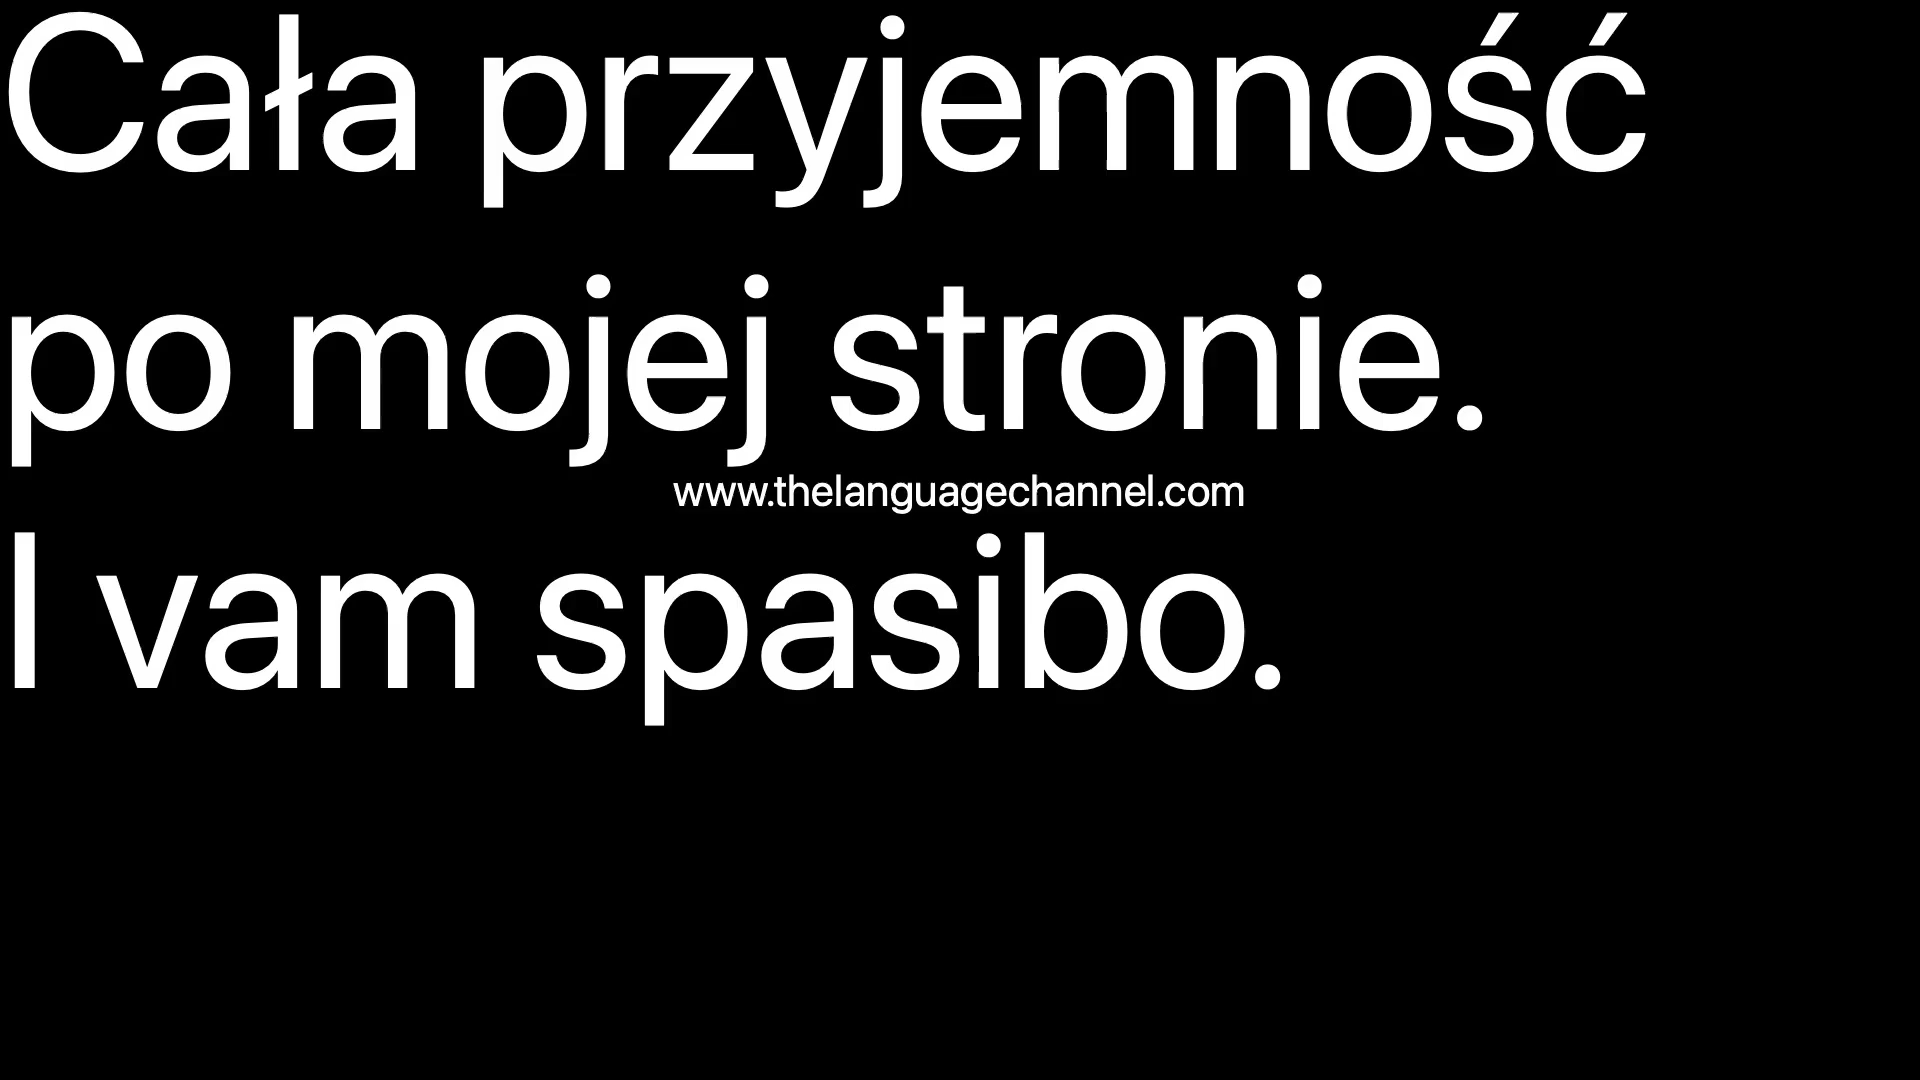 Cała przyjemność
po mojej stronie.
www.thelanguagechannel.com
I vam spasibo.